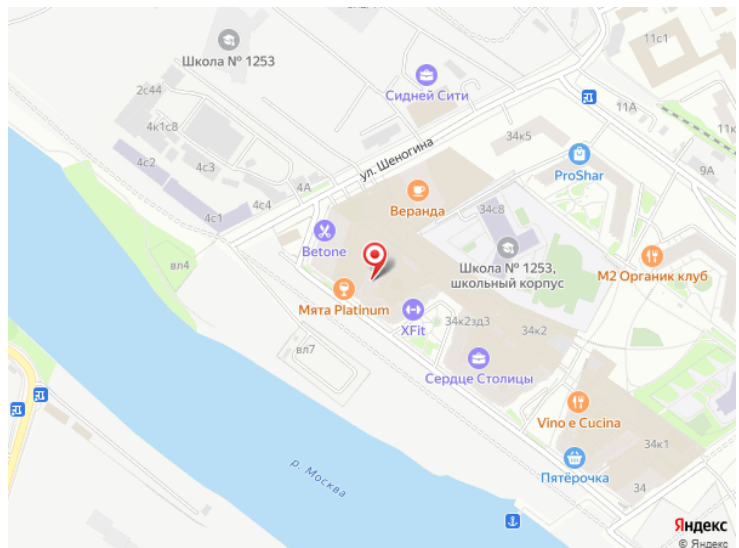 11с1
Школа № 1253
2с44
Сидней Сити
11А
4к1с8
34к5
11к
ул. Шеногина
4с2
4с3
ProShar
9А
4А
4с4
Веранда
34с8
4с1
Betone
Школа № 1253,
школьный корпус
вл4
М2 Органик клуб
Мята Platinum
XFit
34к2зд3
34к2
вл7
Сердце Столицы
Vino e Cucina
34к1
р. Москва
Пятёрочка
34
Яндекс
© Яндекс